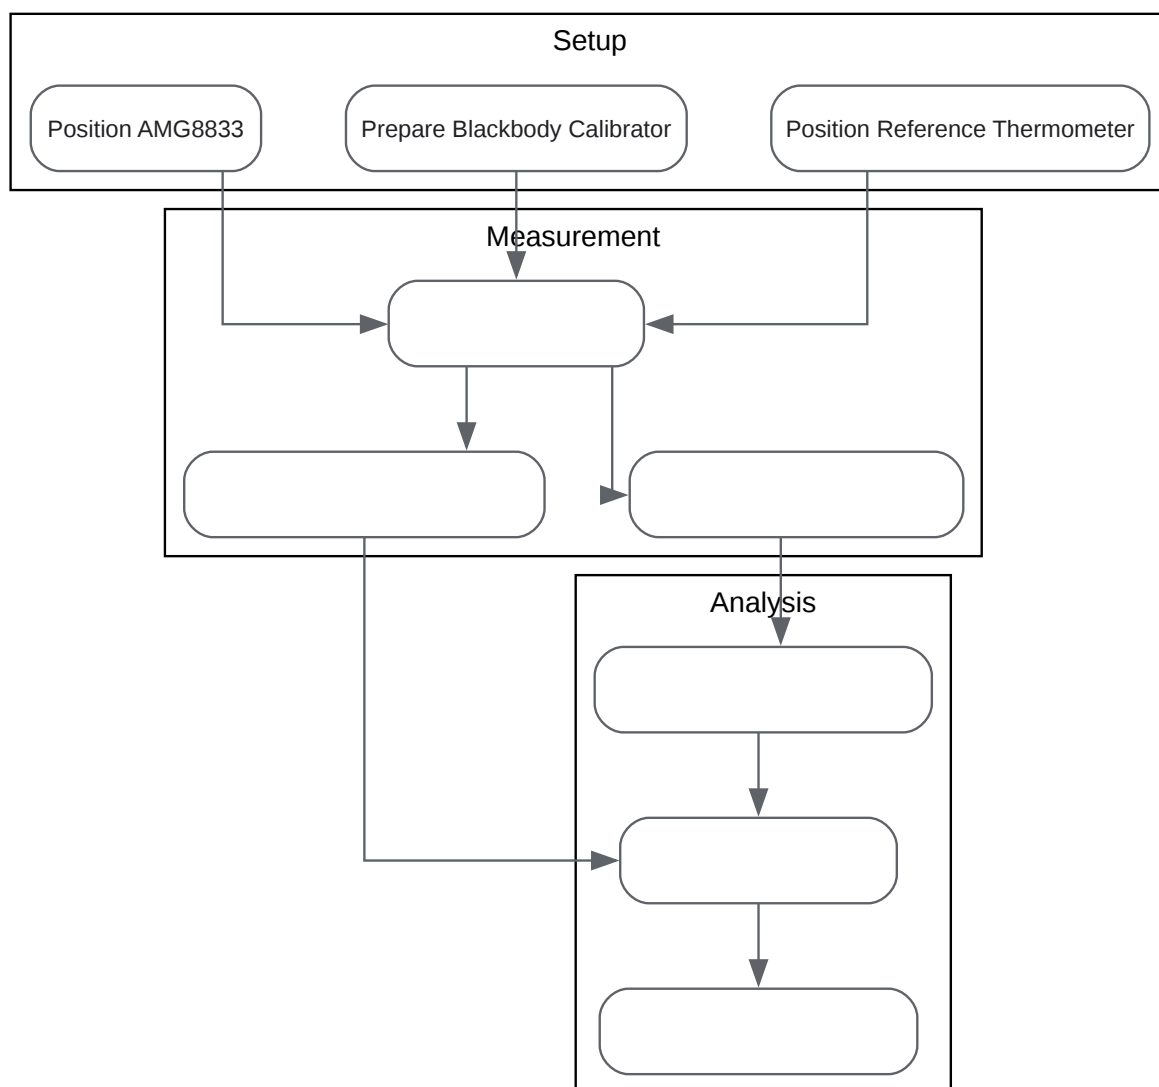 Setup
Position AMG8833
Prepare Blackbody Calibrator
Position Reference Thermometer
Measurement
Analysis